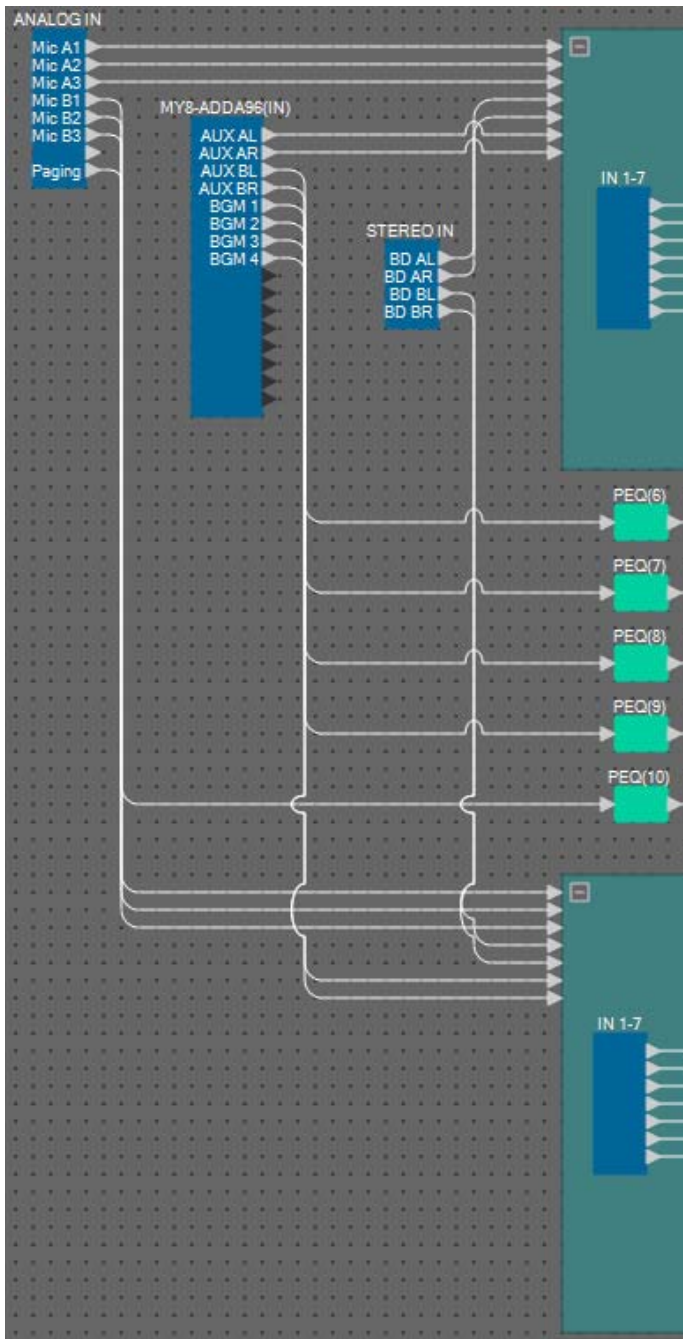 ANALOG IN
Mic A1
Mic A2
Mic A3
Mic B1
Mic B2
Mic B3
Paging
MY8-ADDA96(IN)
AUX AL
AUX AR
AUX BL
AUX BR
BGM 1
BGM 2
BGM 3
BGM 4
STEREO IN
BD AL
BD AR
BD BL
BD BR
IN 1-7
PEQ(6)
PEQ(7)
PEQ(8)
PEQ(9)
PEQ(10)
IN 1-7